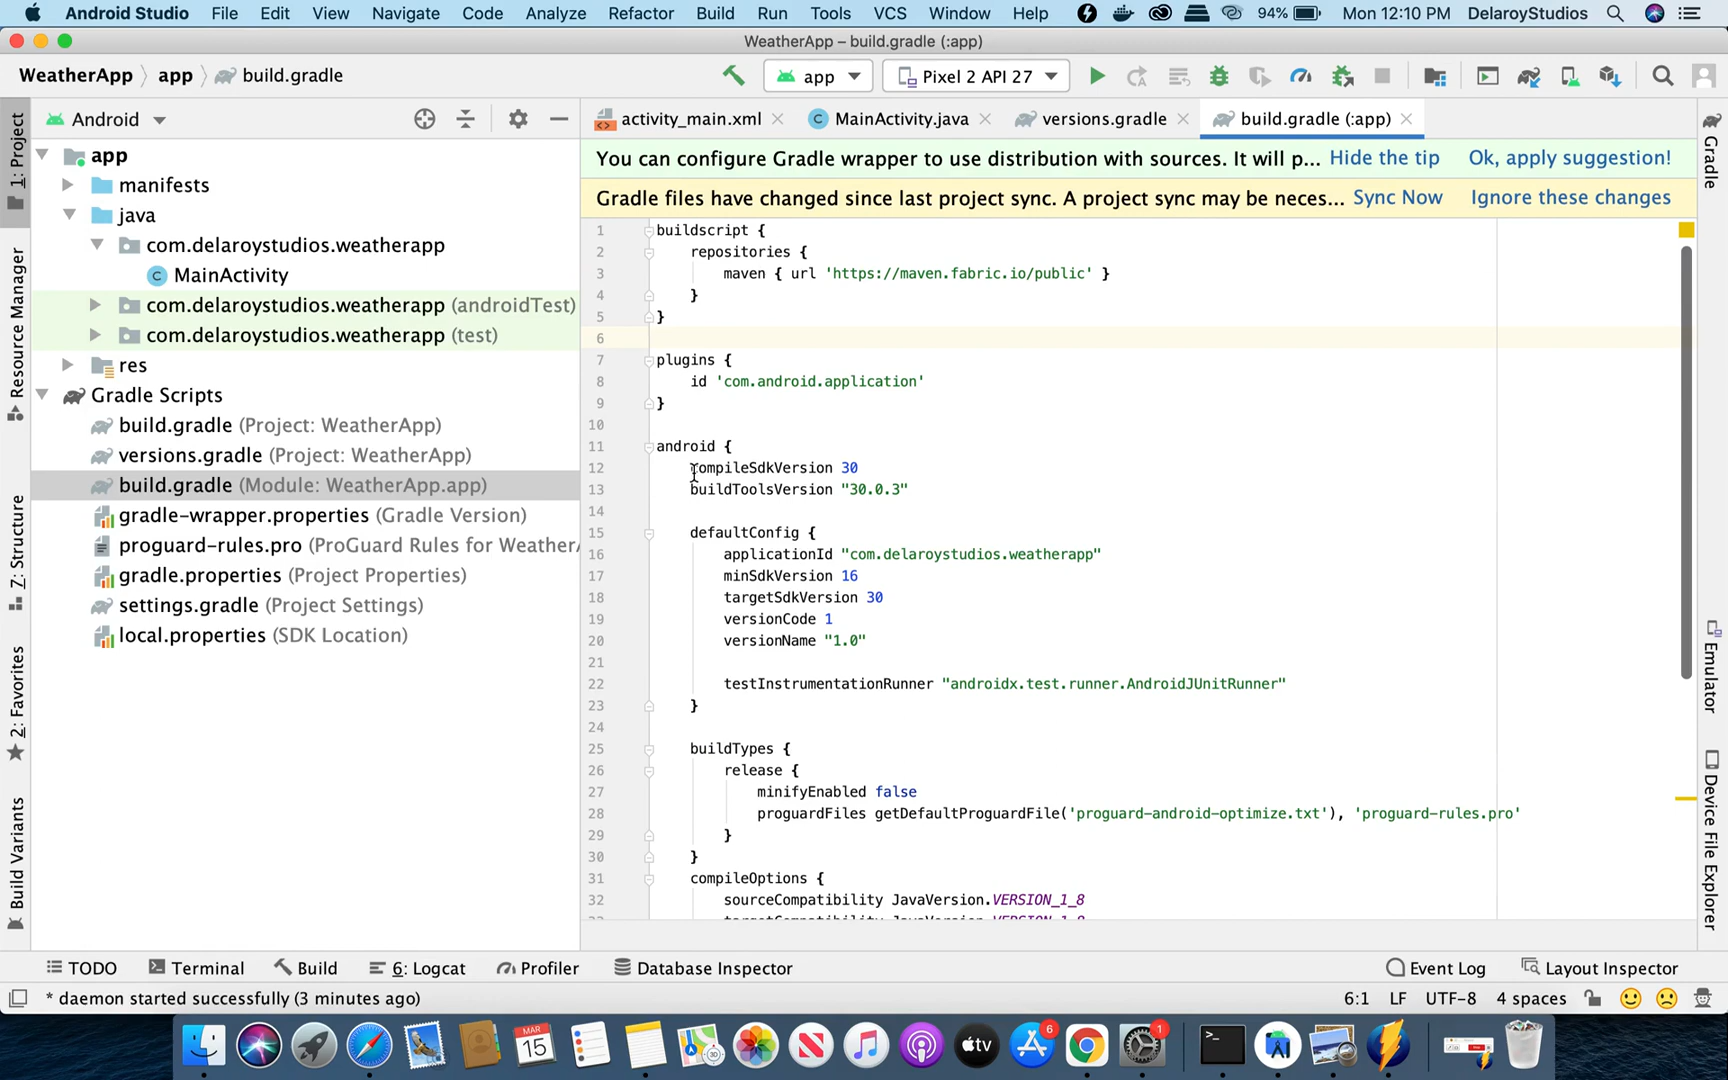 Android Studio File Edit View Navigate Code Analyze Refactor Build Run Tools VCS Window Help 94% Mon 12:10 PM DelaroyStudios
WeatherApp – build.gradle (:app)
WeatherApp app build.gradle app Pixel 2 API 27
Android activity_main.xml MainActivity.java versions.gradle build.gradle (:app)
You can configure Gradle wrapper to use distribution with sources. It will p... Hide the tip Ok, apply suggestion!
Gradle files have changed since last project sync. A project sync may be neces... Sync Now Ignore these changes
1: Project
Resource Manager
7: Structure
2: Favorites
Build Variants
app
manifests
java
com.delaroystudios.weatherapp
MainActivity
com.delaroystudios.weatherapp (androidTest)
com.delaroystudios.weatherapp (test)
res
Gradle Scripts
build.gradle (Project: WeatherApp)
versions.gradle (Project: WeatherApp)
build.gradle (Module: WeatherApp.app)
gradle-wrapper.properties (Gradle Version)
proguard-rules.pro (ProGuard Rules for Weather
gradle.properties (Project Properties)
settings.gradle (Project Settings)
local.properties (SDK Location)
1 buildscript {
2 repositories {
3 maven { url 'https://maven.fabric.io/public' }
4 }
5 }
6
7 plugins {
8 id 'com.android.application'
9 }
10
11 android {
12 compileSdkVersion 30
13 buildToolsVersion "30.0.3"
14
15 defaultConfig {
16 applicationId "com.delaroystudios.weatherapp"
17 minSdkVersion 16
18 targetSdkVersion 30
19 versionCode 1
20 versionName "1.0"
21
22 testInstrumentationRunner "androidx.test.runner.AndroidJUnitRunner"
23 }
24
25 buildTypes {
26 release {
27 minifyEnabled false
28 proguardFiles getDefaultProguardFile('proguard-android-optimize.txt'), 'proguard-rules.pro'
29 }
30 }
31 compileOptions {
32 sourceCompatibility JavaVersion.VERSION_1_8
33 targetCompatibility JavaVersion.VERSION_1_8
Gradle
Emulator
Device File Explorer
TODO Terminal Build 6: Logcat Profiler Database Inspector Event Log Layout Inspector
* daemon started successfully (3 minutes ago) 6:1 LF UTF-8 4 spaces
MAR
15
tv
6
1